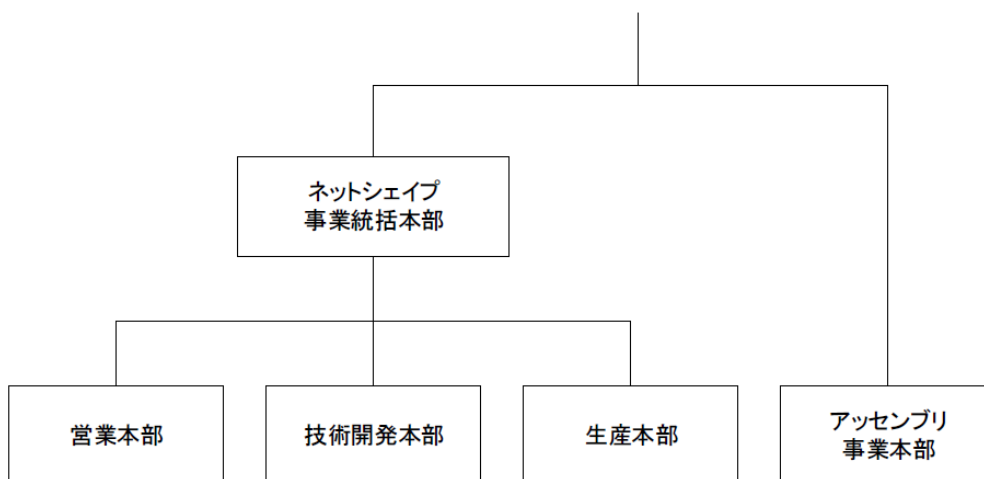 ネットシェイプ
事業統括本部
営業本部
技術開発本部
生産本部
アッセンブリ
事業本部